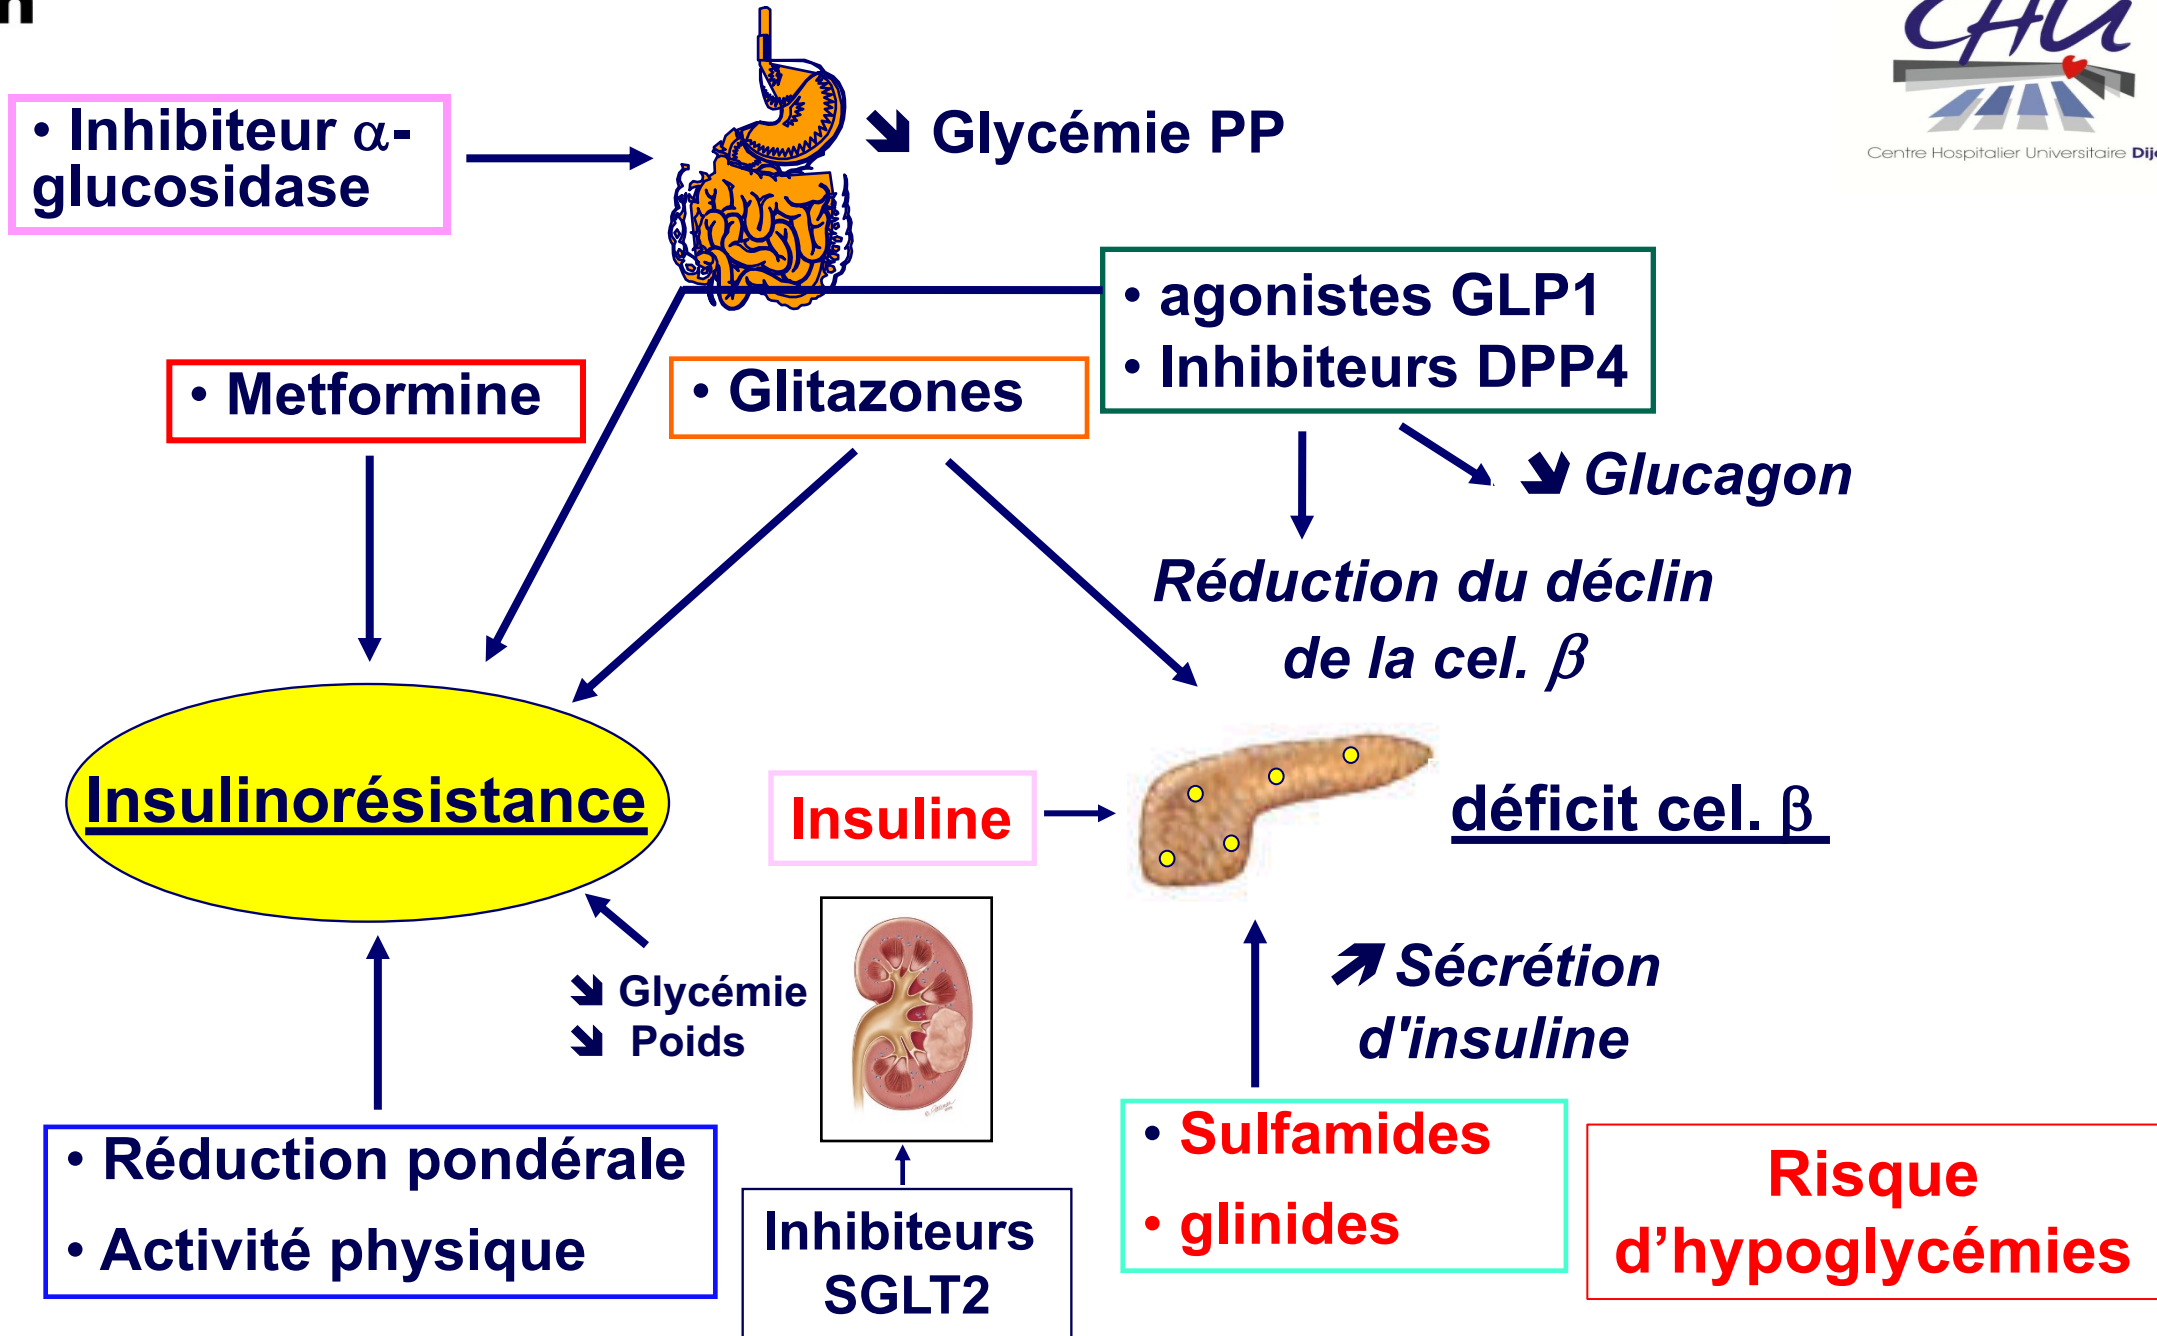 n
CHU
Centre Hospitalier Universitaire Dij
• Inhibiteur α-
glucosidase
➘ Glycémie PP
• agonistes GLP1
• Inhibiteurs DPP4
• Metformine
• Glitazones
➘ Glucagon
Réduction du déclin
de la cel. β
Insulinorésistance
Insuline
déficit cel. β
➘ Glycémie
➘ Poids
➚ Sécrétion
d'insuline
• Réduction pondérale
• Activité physique
Inhibiteurs
SGLT2
• Sulfamides
• glinides
Risque
d’hypoglycémies